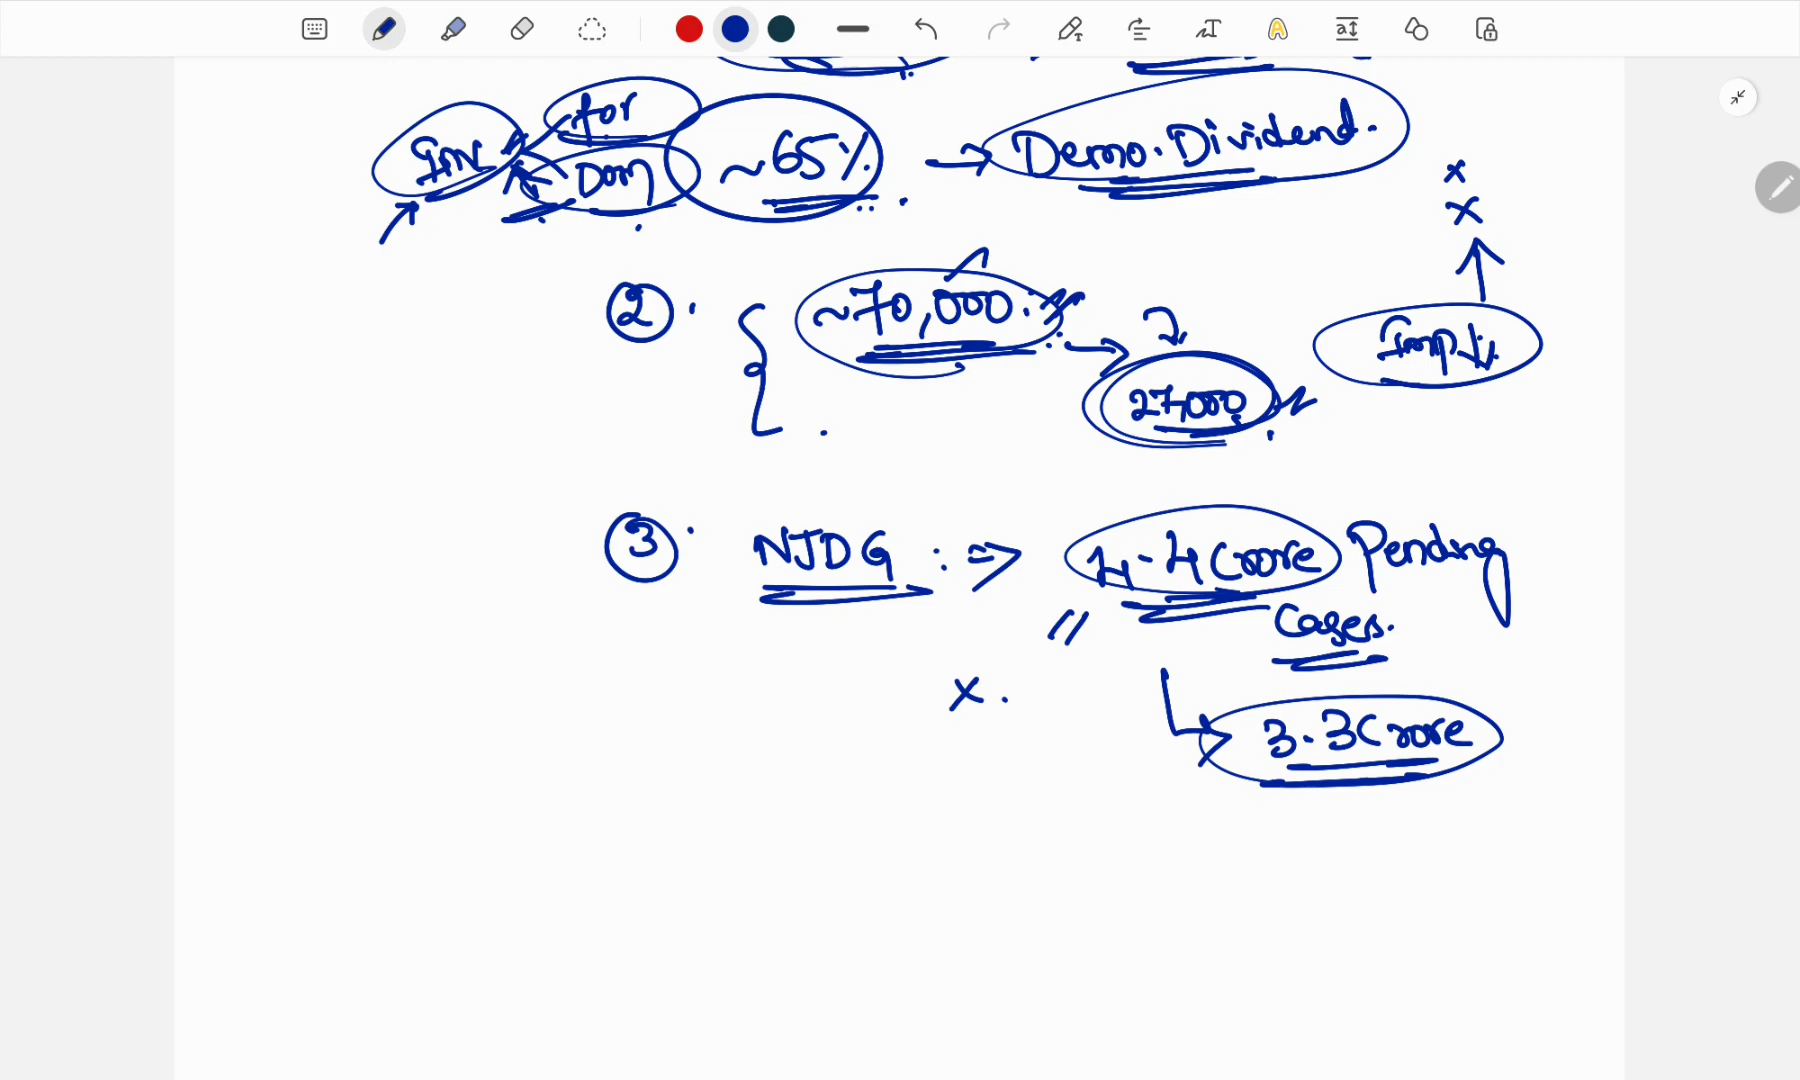 for
Inv Dom ~65%. → Demo. Dividend.
x
x
② . ~70,000. → 27,000 Imp ↓.
③ . NJDG : => 4.4 Crore Pending
Cases.
x .
3.3 Crore